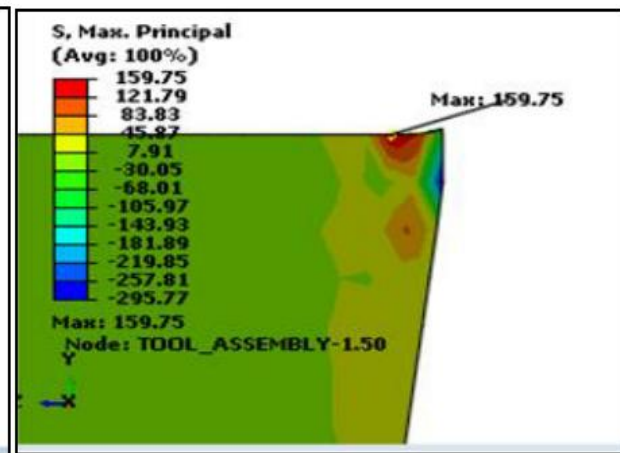 S, Max. Principal
(Avg: 100%)
159.75
121.79
83.83
45.87
7.91
-30.05
-68.01
-105.97
-143.93
-181.89
-219.85
-257.81
-295.77
Max: 159.75
Max: 159.75
Node: TOOL_ASSEMBLY-1.50
Y
Z
X